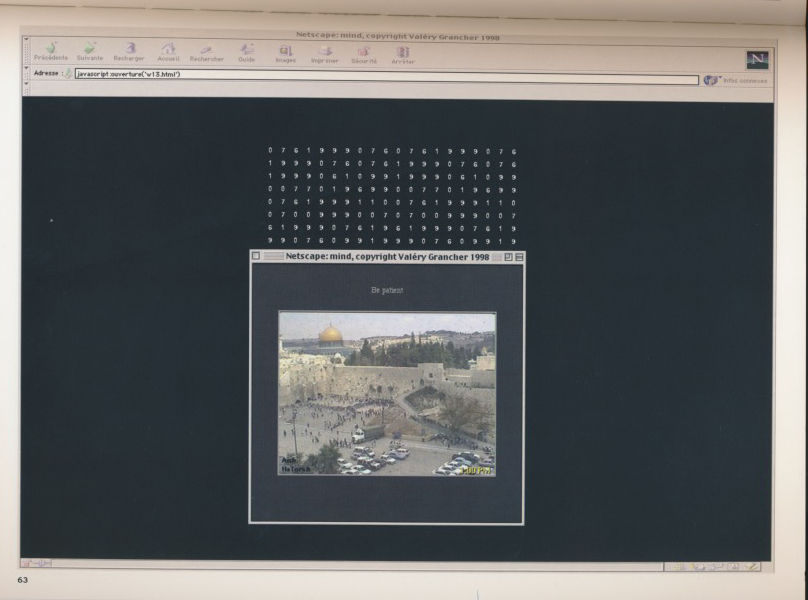 Netscape: mind, copyright Valéry Grancher 1998
Précédente Suivante Recharger Accueil Rechercher Guide Images Imprimer Sécurité Arrêter
N
Adresse : javascript:ouverture('w13.html') Infos connexes
0 7 6 1 9 9 9 0 7 6 0 7 6 1 9 9 9 0 7 6
1 9 9 9 0 7 6 0 7 6 1 9 9 9 0 7 6 0 7 6
1 9 9 9 0 6 1 0 9 9 1 9 9 9 0 6 1 0 9 9
0 0 7 7 0 1 9 6 9 9 0 0 7 7 0 1 9 6 9 9
0 7 6 1 9 9 9 1 1 0 0 7 6 1 9 9 9 1 1 0
0 7 0 0 9 9 9 0 0 7 0 7 0 0 9 9 9 0 0 7
6 1 9 9 9 0 7 6 1 9 6 1 9 9 9 0 7 6 1 9
9 9 0 7 6 0 9 9 1 9 9 9 0 7 6 0 9 9 1 9
Netscape: mind, copyright Valéry Grancher 1998
Be patient
63